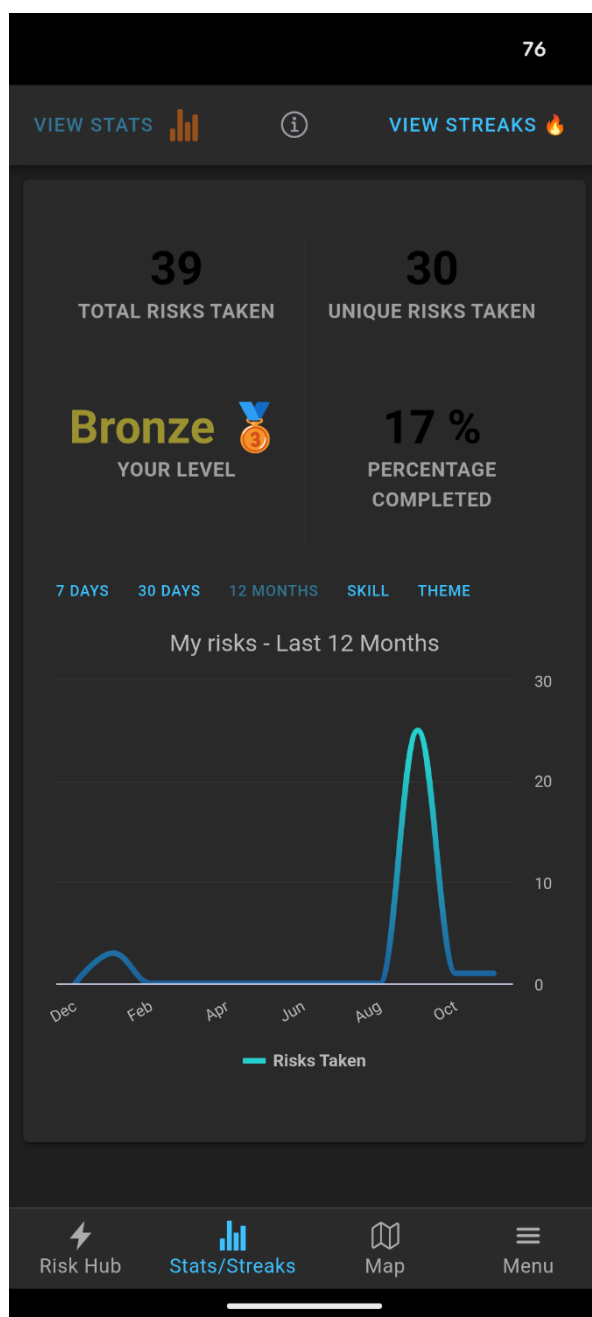 76
VIEW STATS
VIEW STREAKS
39
TOTAL RISKS TAKEN
30
UNIQUE RISKS TAKEN
Bronze 3
YOUR LEVEL
17 %
PERCENTAGE
COMPLETED
7 DAYS 30 DAYS 12 MONTHS SKILL THEME
My risks - Last 12 Months
30
20
10
0
Dec Feb Apr Jun Aug Oct
Risks Taken
Risk Hub Stats/Streaks Map Menu